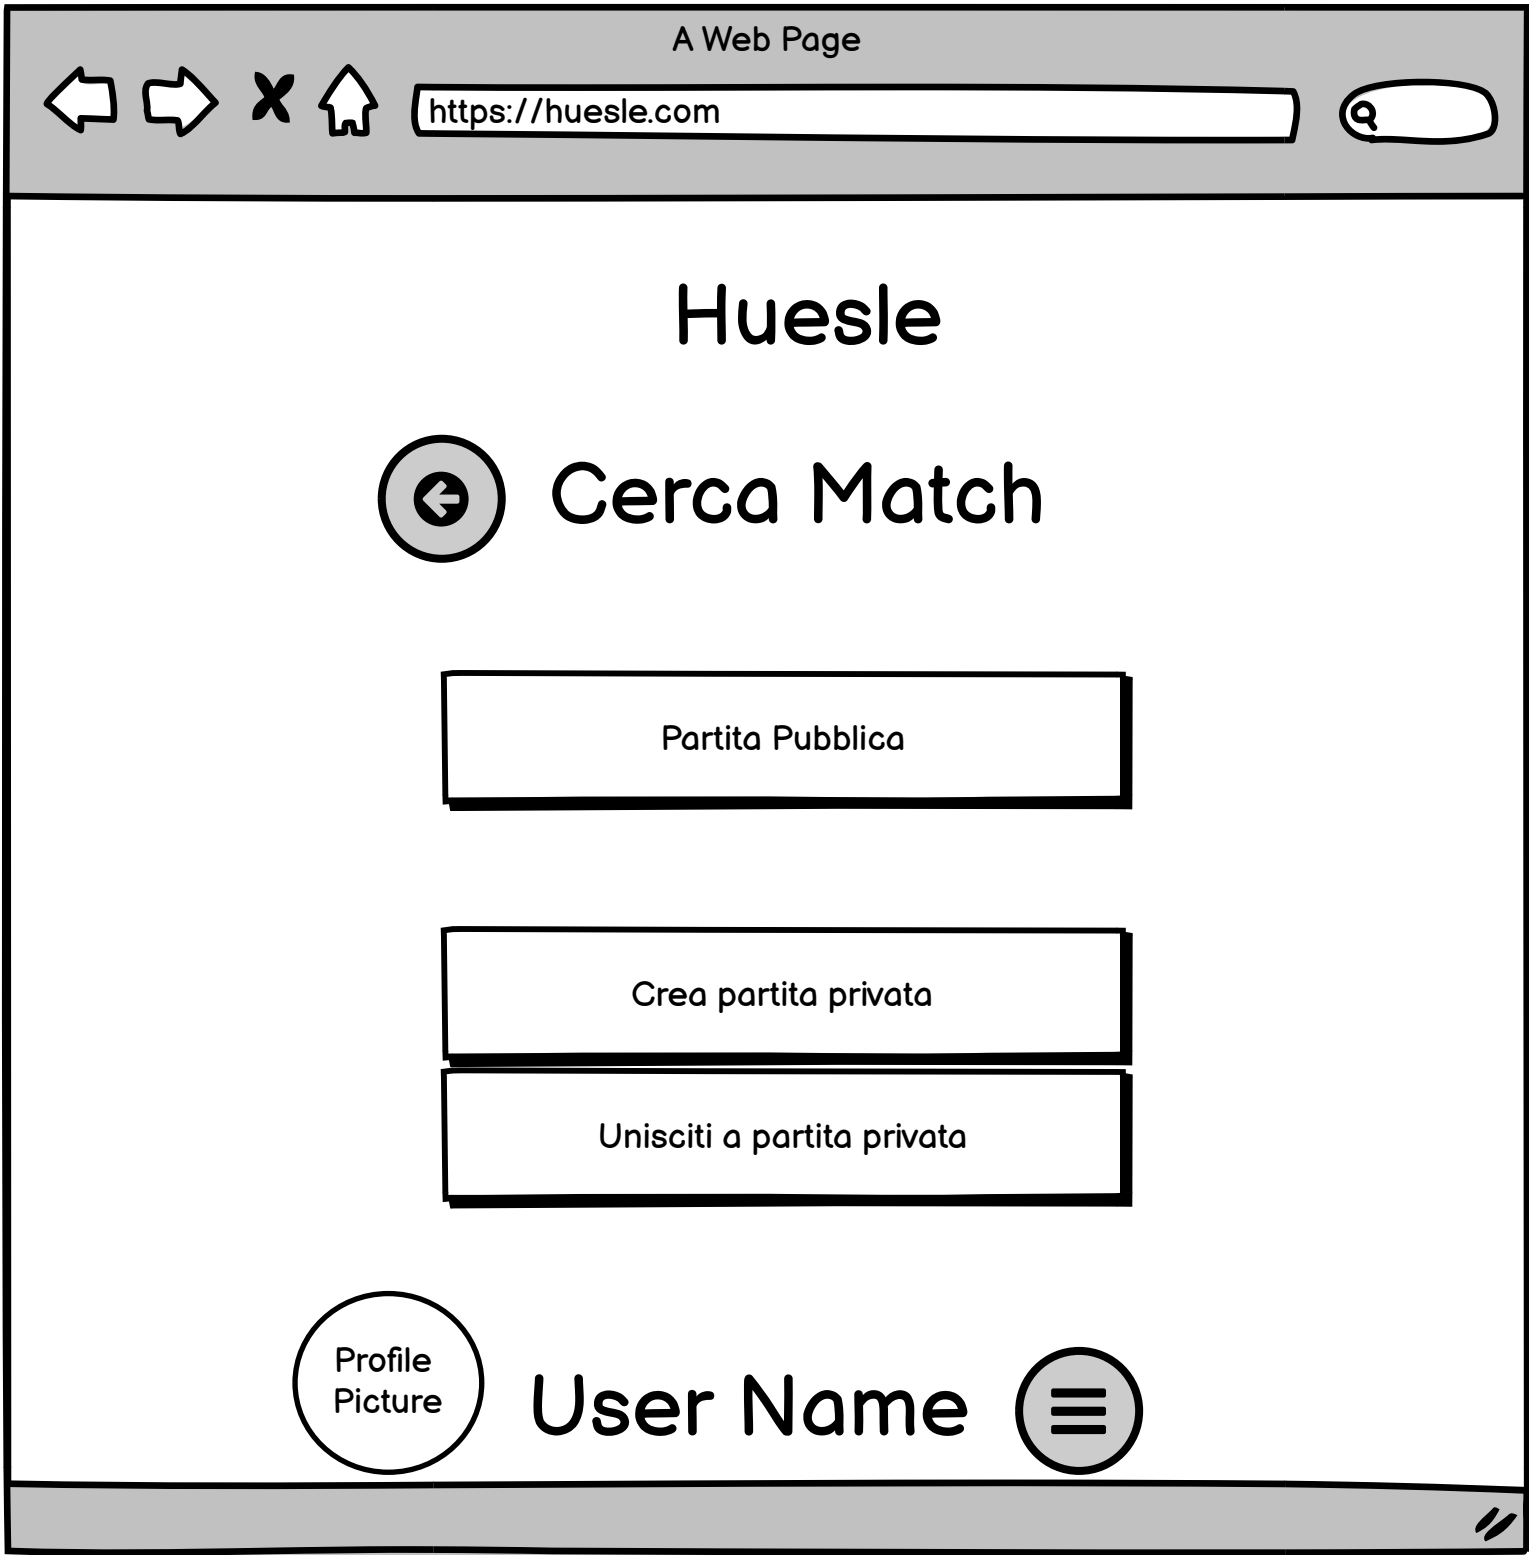 A Web Page
https://huesle.com
Huesle
Cerca Match
Partita Pubblica
Crea partita privata
Unisciti a partita privata
Profile
Picture
User Name